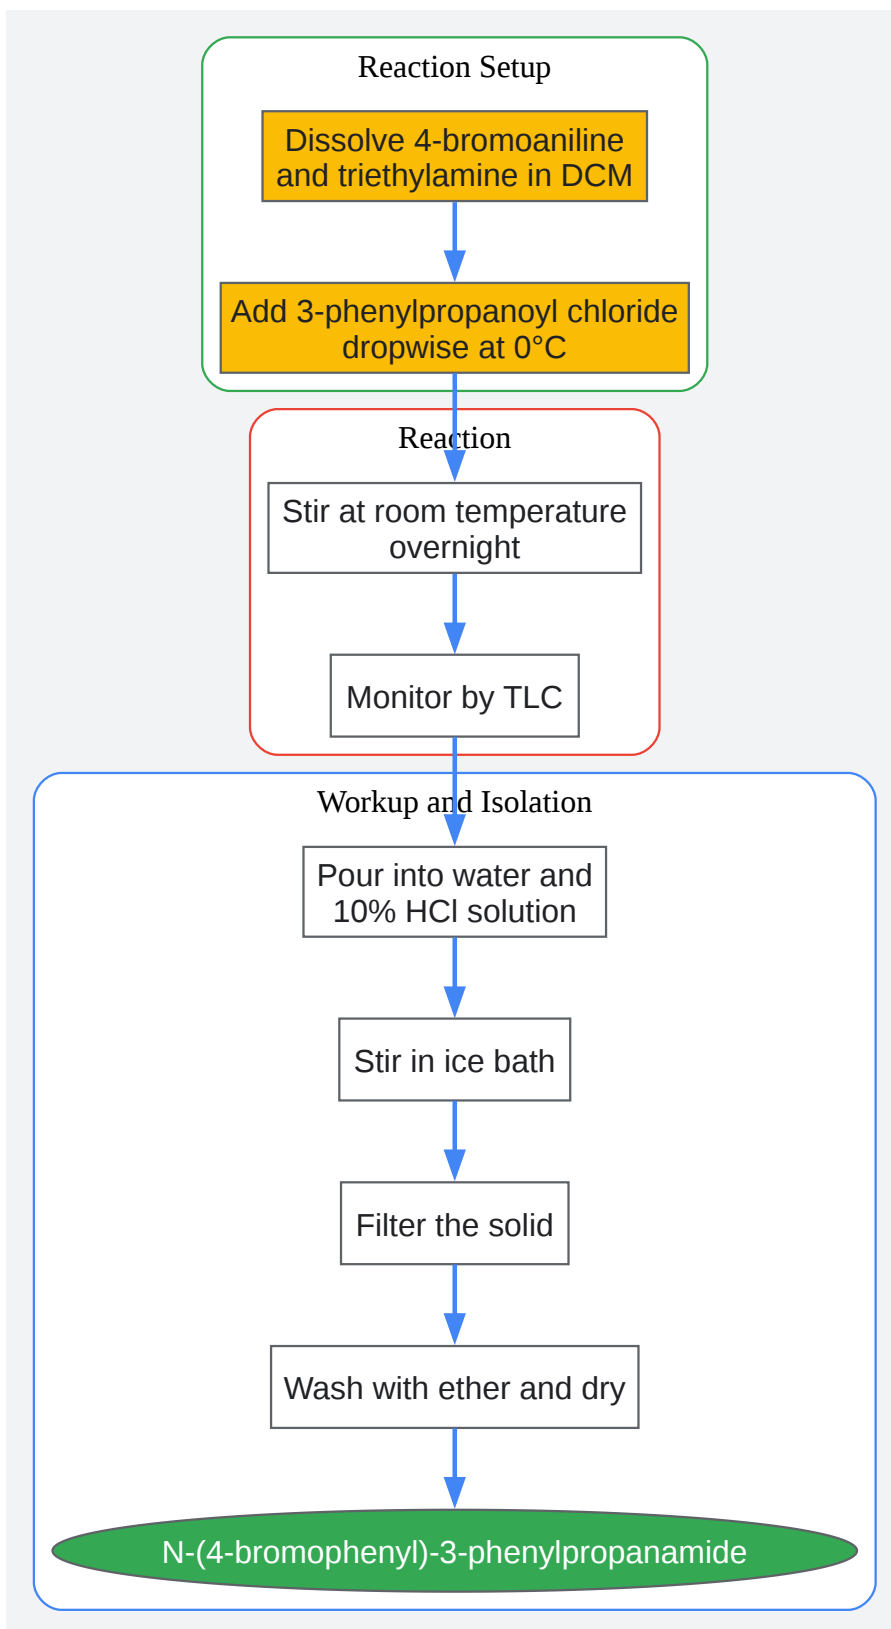 Reaction Setup
Dissolve 4-bromoaniline
and triethylamine in DCM
Add 3-phenylpropanoyl chloride
dropwise at 0°C
Reaction
Stir at room temperature
overnight
Monitor by TLC
Workup and Isolation
Pour into water and
10% HCl solution
Stir in ice bath
Filter the solid
Wash with ether and dry
N-(4-bromophenyl)-3-phenylpropanamide